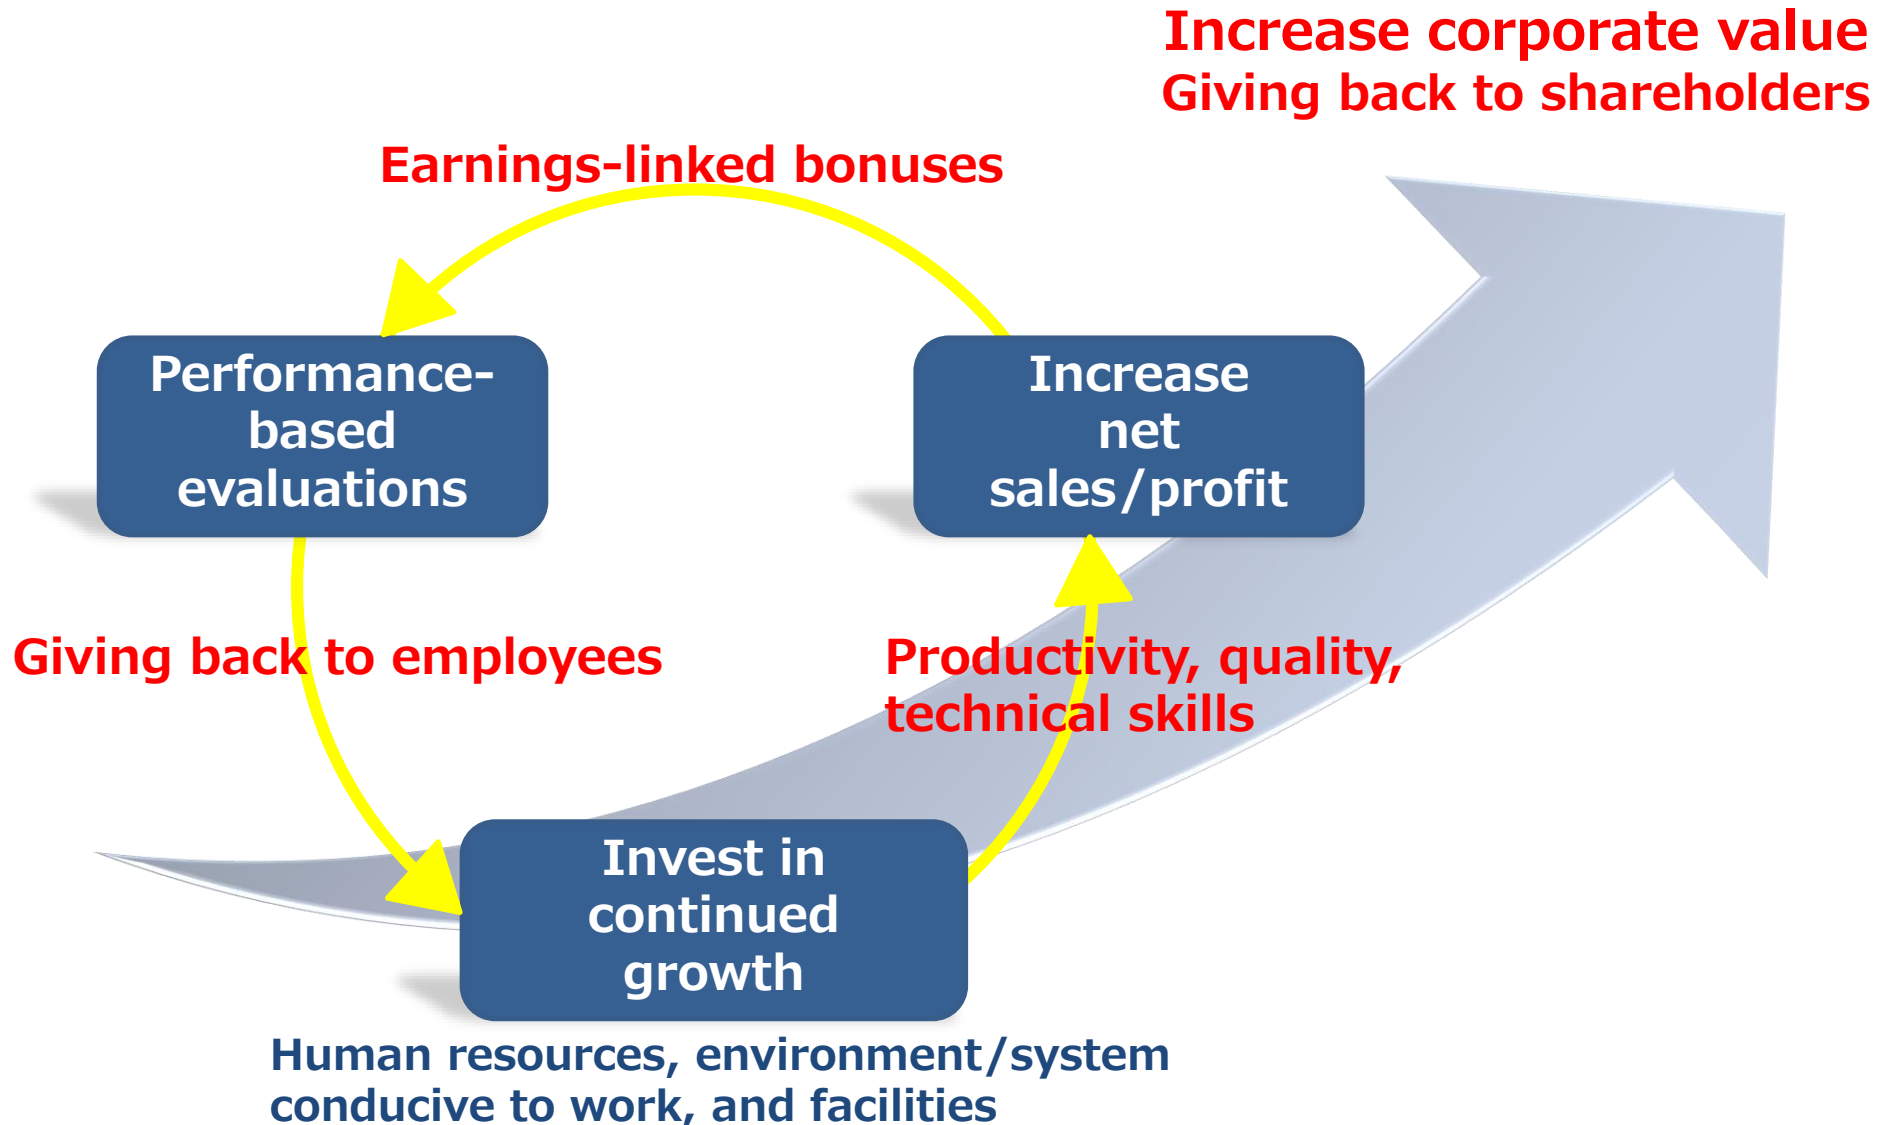 Increase corporate value
Giving back to shareholders
Earnings-linked bonuses
Performance-
based
evaluations
Increase
net
sales/profit
Giving back to employees
Productivity, quality,
technical skills
Invest in
continued
growth
Human resources, environment/system
conducive to work, and facilities